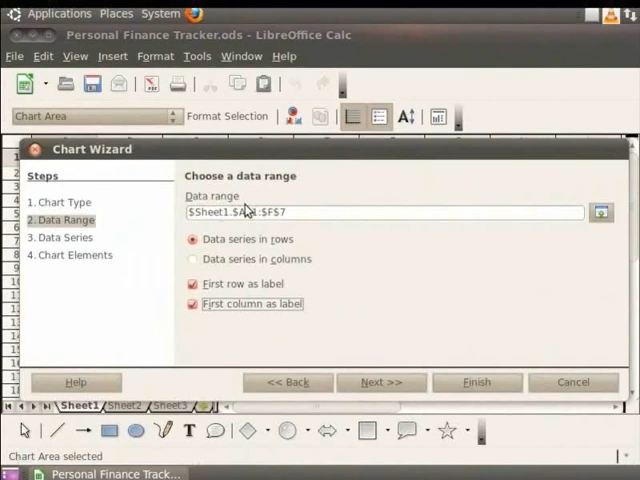 Applications Places System
Personal Finance Tracker.ods - LibreOffice Calc
File Edit View Insert Format Tools Window Help
Chart Area Format Selection
Chart Wizard
Steps
1. Chart Type
2. Data Range
3. Data Series
4. Chart Elements
Choose a data range
Data range
Data series in rows
Data series in columns
First row as label
First column as label
Help << Back Next >> Finish Cancel
Sheet1 Sheet2 Sheet3
Chart Area selected
Personal Finance Track...